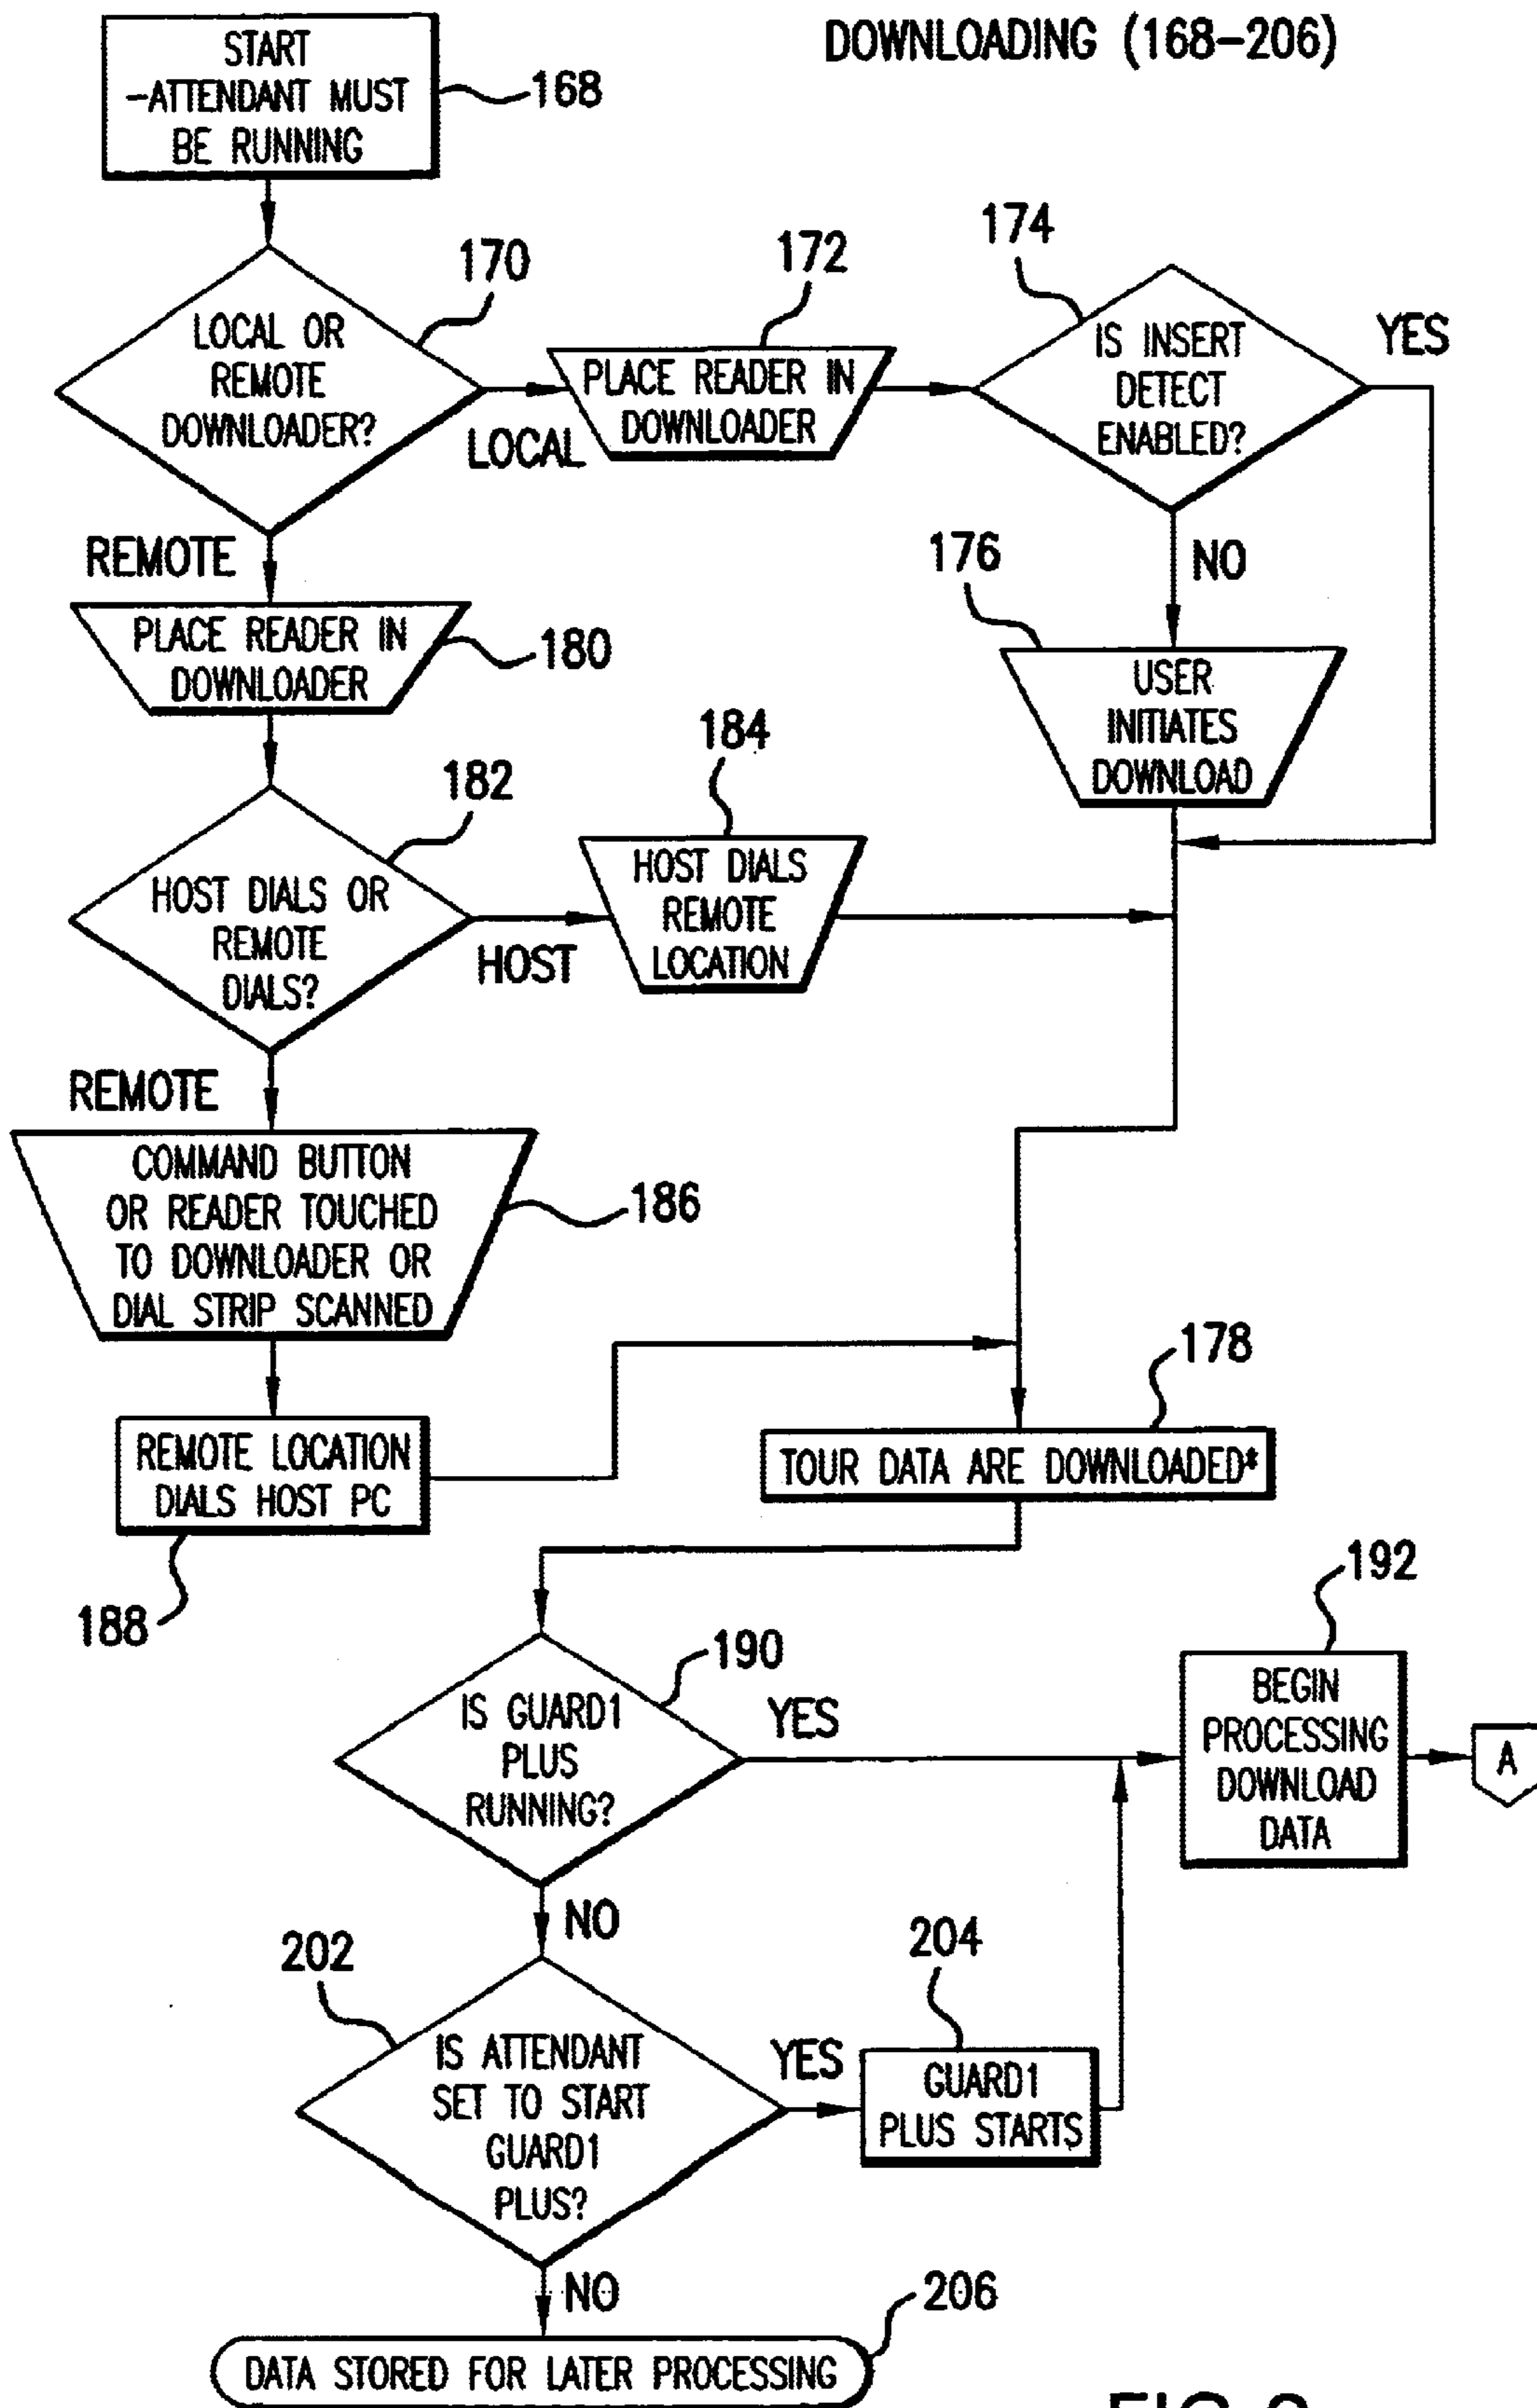 DOWNLOADING (168-206)
START
-ATTENDANT MUST
BE RUNNING
168
LOCAL OR
REMOTE
DOWNLOADER?
170
LOCAL
REMOTE
PLACE READER IN
DOWNLOADER
172
IS INSERT
DETECT
ENABLED?
174
YES
NO
USER
INITIATES
DOWNLOAD
176
PLACE READER IN
DOWNLOADER
180
HOST DIALS OR
REMOTE
DIALS?
182
HOST
REMOTE
HOST DIALS
REMOTE
LOCATION
184
COMMAND BUTTON
OR READER TOUCHED
TO DOWNLOADER OR
DIAL STRIP SCANNED
186
REMOTE LOCATION
DIALS HOST PC
188
TOUR DATA ARE DOWNLOADED*
178
IS GUARD1
PLUS
RUNNING?
190
YES
NO
BEGIN
PROCESSING
DOWNLOAD
DATA
192
A
IS ATTENDANT
SET TO START
GUARD1
PLUS?
202
YES
NO
GUARD1
PLUS STARTS
204
DATA STORED FOR LATER PROCESSING
206